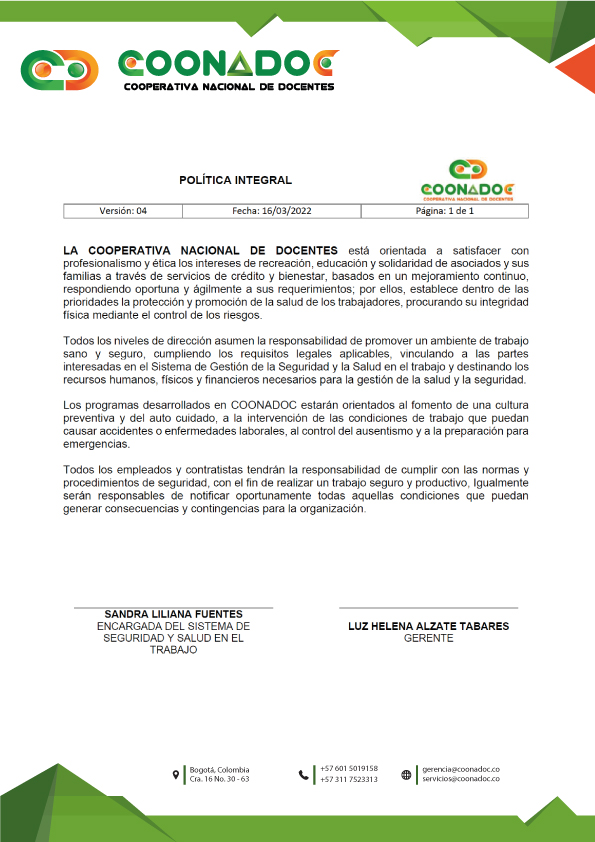 COONADOC
COOPERATIVA NACIONAL DE DOCENTES
POLÍTICA INTEGRAL
COONADOC
COOPERATIVA NACIONAL DE DOCENTES
Versión: 04 Fecha: 16/03/2022 Página: 1 de 1
LA COOPERATIVA NACIONAL DE DOCENTES está orientada a satisfacer con
profesionalismo y ética los intereses de recreación, educación y solidaridad de asociados y sus
familias a través de servicios de crédito y bienestar, basados en un mejoramiento continuo,
respondiendo oportuna y ágilmente a sus requerimientos; por ellos, establece dentro de las
prioridades la protección y promoción de la salud de los trabajadores, procurando su integridad
física mediante el control de los riesgos.
Todos los niveles de dirección asumen la responsabilidad de promover un ambiente de trabajo
sano y seguro, cumpliendo los requisitos legales aplicables, vinculando a las partes
interesadas en el Sistema de Gestión de la Seguridad y la Salud en el trabajo y destinando los
recursos humanos, físicos y financieros necesarios para la gestión de la salud y la seguridad.
Los programas desarrollados en COONADOC estarán orientados al fomento de una cultura
preventiva y del auto cuidado, a la intervención de las condiciones de trabajo que puedan
causar accidentes o enfermedades laborales, al control del ausentismo y a la preparación para
emergencias.
Todos los empleados y contratistas tendrán la responsabilidad de cumplir con las normas y
procedimientos de seguridad, con el fin de realizar un trabajo seguro y productivo, Igualmente
serán responsables de notificar oportunamente todas aquellas condiciones que puedan
generar consecuencias y contingencias para la organización.
SANDRA LILIANA FUENTES
ENCARGADA DEL SISTEMA DE
SEGURIDAD Y SALUD EN EL
TRABAJO
LUZ HELENA ALZATE TABARES
GERENTE
Bogotá, Colombia
Cra. 16 No. 30 - 63
+57 601 5019158
+57 311 7523313
gerencia@coonadoc.co
servicios@coonadoc.co